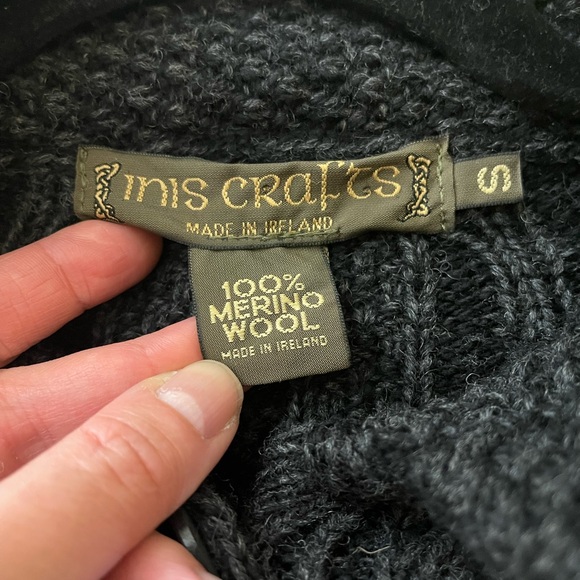 INIS CRAFTS
MADE IN IRELAND
S
100%
MERINO
WOOL
MADE IN IRELAND